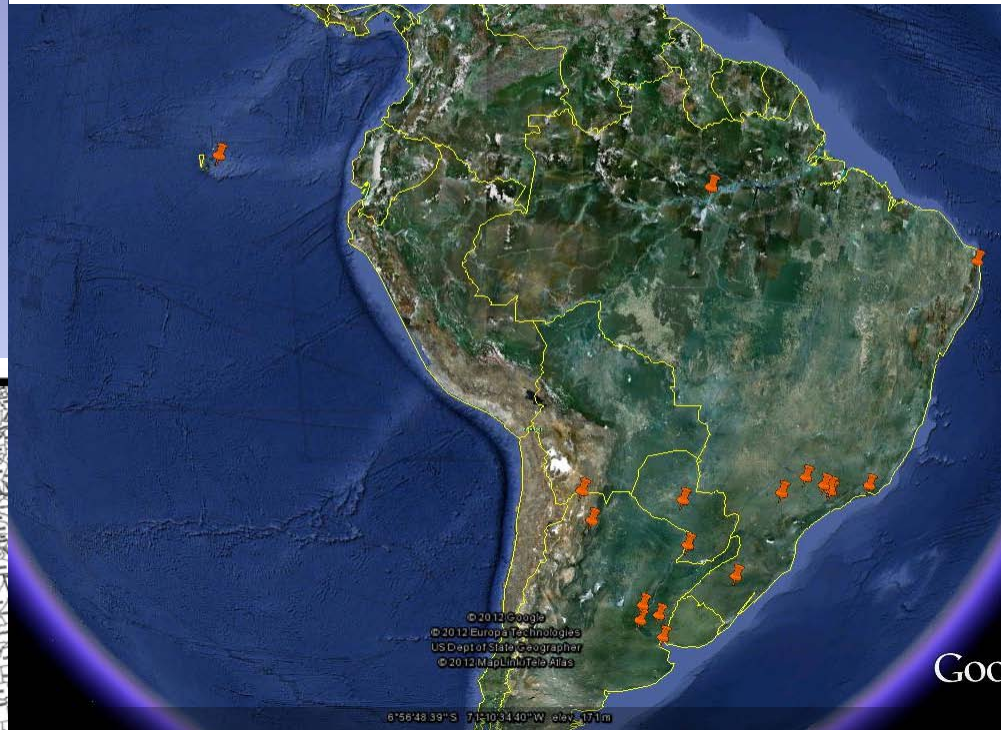 © 2012 Google
© 2012 Europa Technologies
US Dept of State Geographer
© 2012 MapLink/Tele Atlas
Goo
6°56'48.39" S 71°10'34.40" W elev 171 m